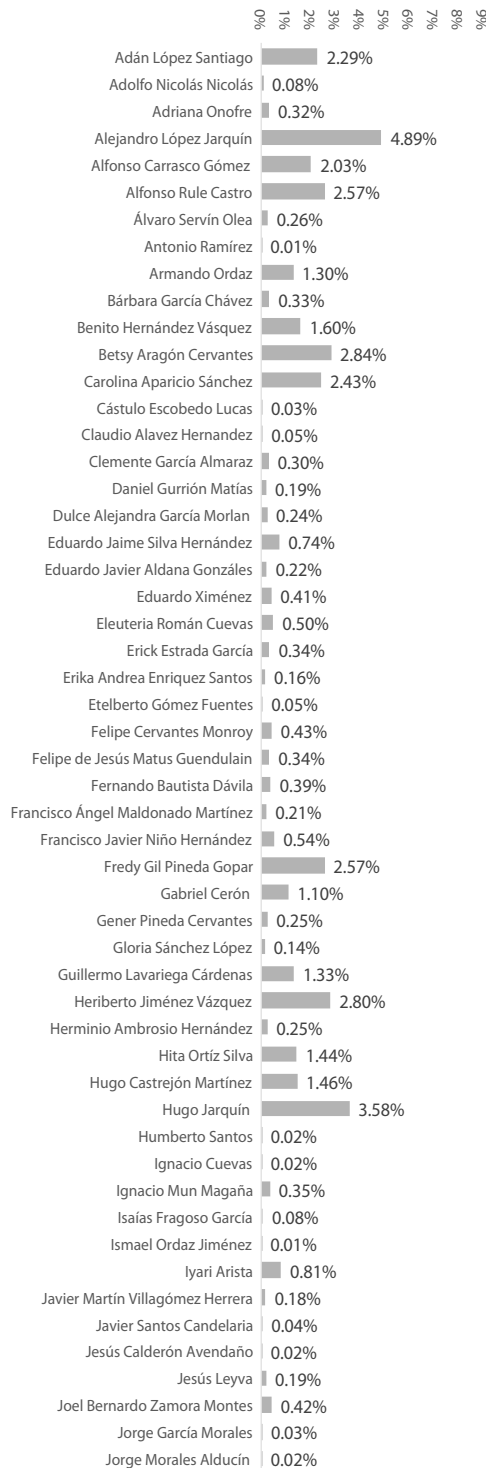 0% 1% 2% 3% 4% 5% 6% 7% 8% 9%
Adán López Santiago 2.29%
Adolfo Nicolás Nicolás 0.08%
Adriana Onofre 0.32%
Alejandro López Jarquín 4.89%
Alfonso Carrasco Gómez 2.03%
Alfonso Rule Castro 2.57%
Álvaro Servín Olea 0.26%
Antonio Ramírez 0.01%
Armando Ordaz 1.30%
Bárbara García Chávez 0.33%
Benito Hernández Vásquez 1.60%
Betsy Aragón Cervantes 2.84%
Carolina Aparicio Sánchez 2.43%
Cástulo Escobedo Lucas 0.03%
Claudio Alavez Hernandez 0.05%
Clemente García Almaraz 0.30%
Daniel Gurrión Matías 0.19%
Dulce Alejandra García Morlan 0.24%
Eduardo Jaime Silva Hernández 0.74%
Eduardo Javier Aldana Gonzáles 0.22%
Eduardo Ximénez 0.41%
Eleuteria Román Cuevas 0.50%
Erick Estrada García 0.34%
Erika Andrea Enriquez Santos 0.16%
Etelberto Gómez Fuentes 0.05%
Felipe Cervantes Monroy 0.43%
Felipe de Jesús Matus Guendulain 0.34%
Fernando Bautista Dávila 0.39%
Francisco Ángel Maldonado Martínez 0.21%
Francisco Javier Niño Hernández 0.54%
Fredy Gil Pineda Gopar 2.57%
Gabriel Cerón 1.10%
Gener Pineda Cervantes 0.25%
Gloria Sánchez López 0.14%
Guillermo Lavariega Cárdenas 1.33%
Heriberto Jiménez Vázquez 2.80%
Herminio Ambrosio Hernández 0.25%
Hita Ortíz Silva 1.44%
Hugo Castrejón Martínez 1.46%
Hugo Jarquín 3.58%
Humberto Santos 0.02%
Ignacio Cuevas 0.02%
Ignacio Mun Magaña 0.35%
Isaías Fragoso García 0.08%
Ismael Ordaz Jiménez 0.01%
Iyari Arista 0.81%
Javier Martín Villagómez Herrera 0.18%
Javier Santos Candelaria 0.04%
Jesús Calderón Avendaño 0.02%
Jesús Leyva 0.19%
Joel Bernardo Zamora Montes 0.42%
Jorge García Morales 0.03%
Jorge Morales Alducín 0.02%